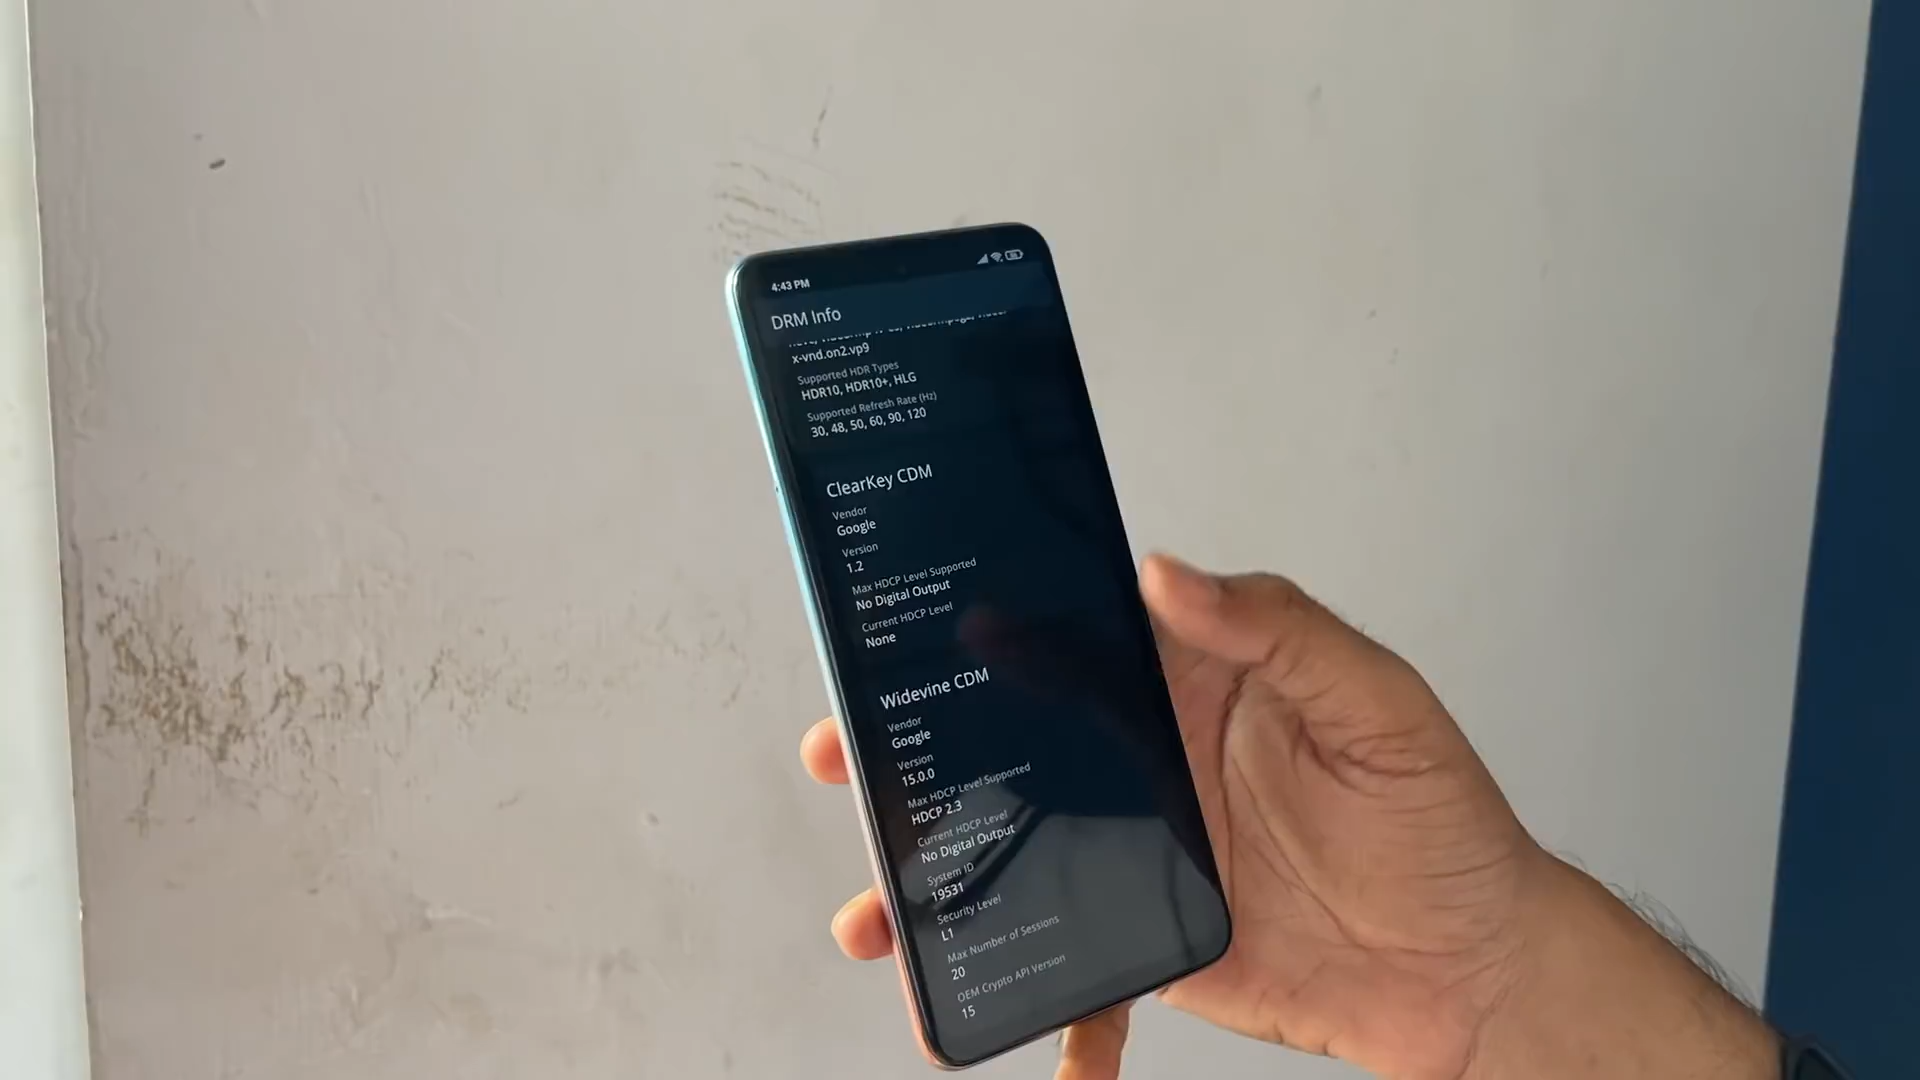 4:43 PM
DRM Info
x-vnd.on2.vp9
Supported HDR Types
HDR10, HDR10+, HLG
Supported Refresh Rate (Hz)
30, 48, 50, 60, 90, 120
ClearKey CDM
Vendor
Google
Version
1.2
Max HDCP Level Supported
No Digital Output
Current HDCP Level
None
Widevine CDM
Vendor
Google
Version
15.0.0
Max HDCP Level Supported
HDCP 2.3
Current HDCP Level
No Digital Output
System ID
19531
Security Level
L1
Max Number of Sessions
20
OEM Crypto API Version
15